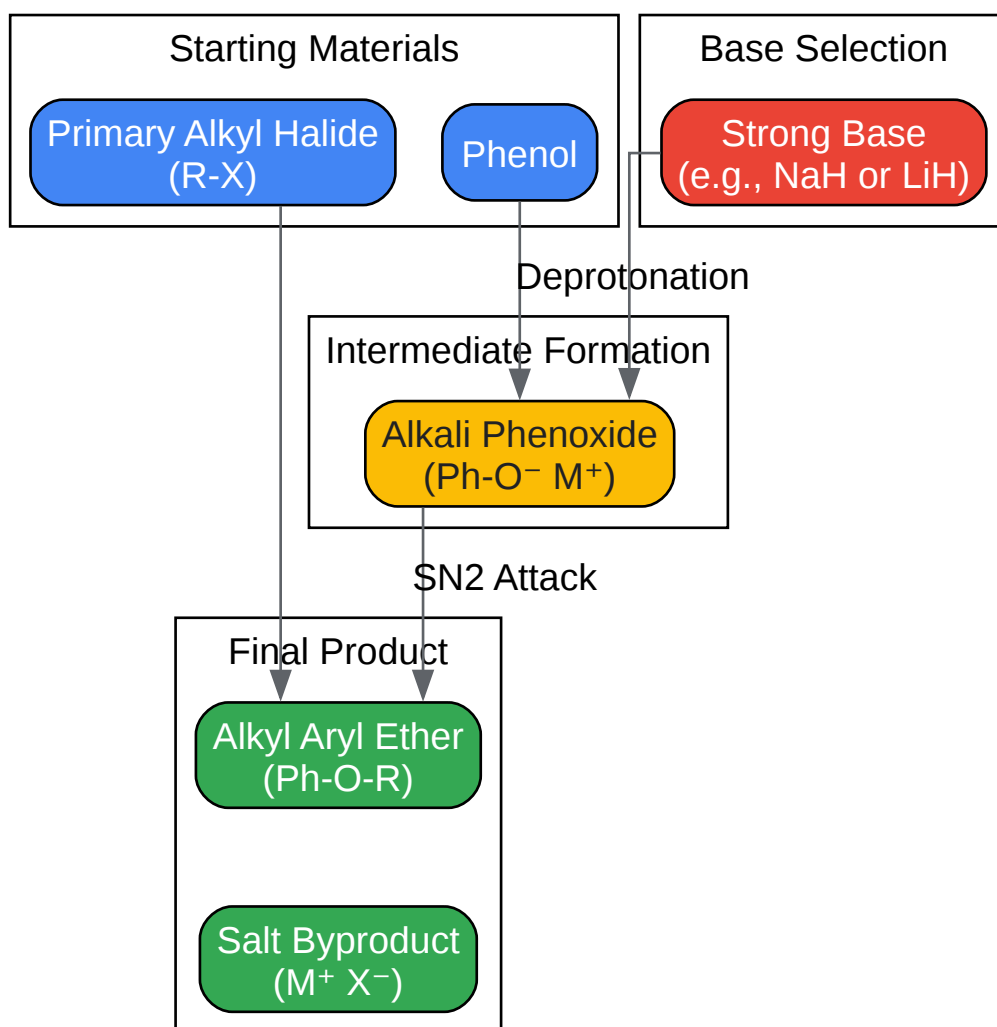 Starting Materials
Base Selection
Primary Alkyl Halide
(R-X)
Phenol
Strong Base
(e.g., NaH or LiH)
Deprotonation
Intermediate Formation
Alkali Phenoxide
(Ph-O⁻ M⁺)
SN2 Attack
Final Product
Alkyl Aryl Ether
(Ph-O-R)
Salt Byproduct
(M⁺ X⁻)